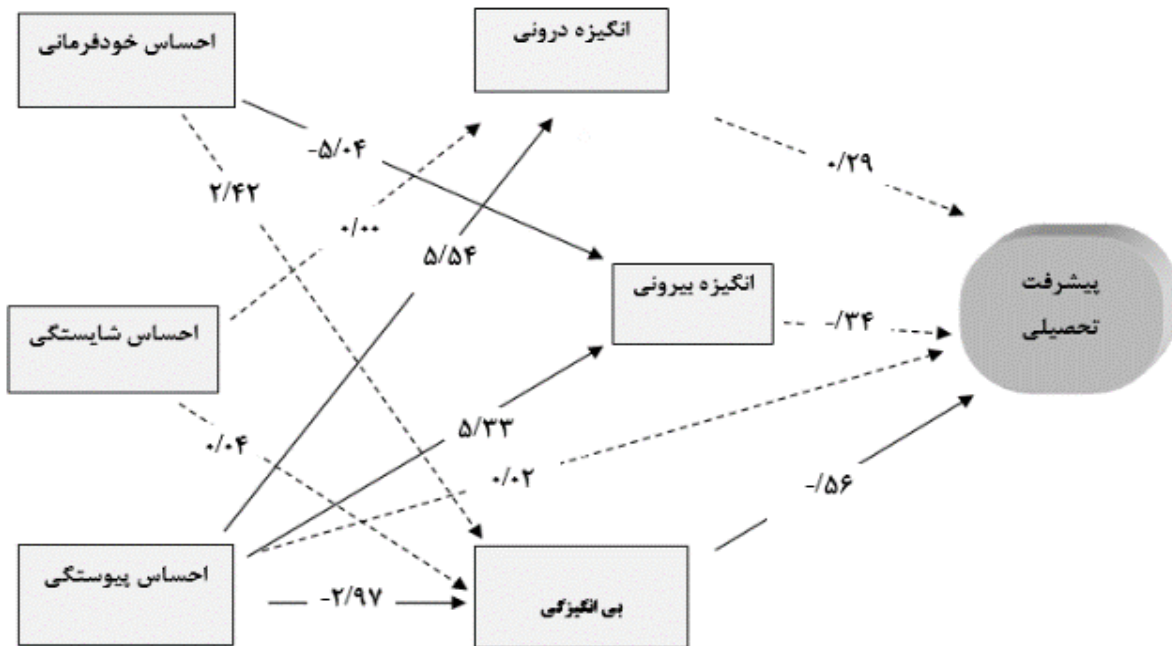 احساس خودفرمانی
انگیزه درونی
-۵/۰۴
۰/۲۹
۲/۴۲
۰/۰۰
۵/۵۴
انگیزه بیرونی
پیشرفت
تحصیلی
احساس شایستگی
-/۳۴
۵/۳۳
۰/۰۴
۰/۰۲
-/۵۶
احساس پیوستگی
-۲/۹۷
بی انگیزگی